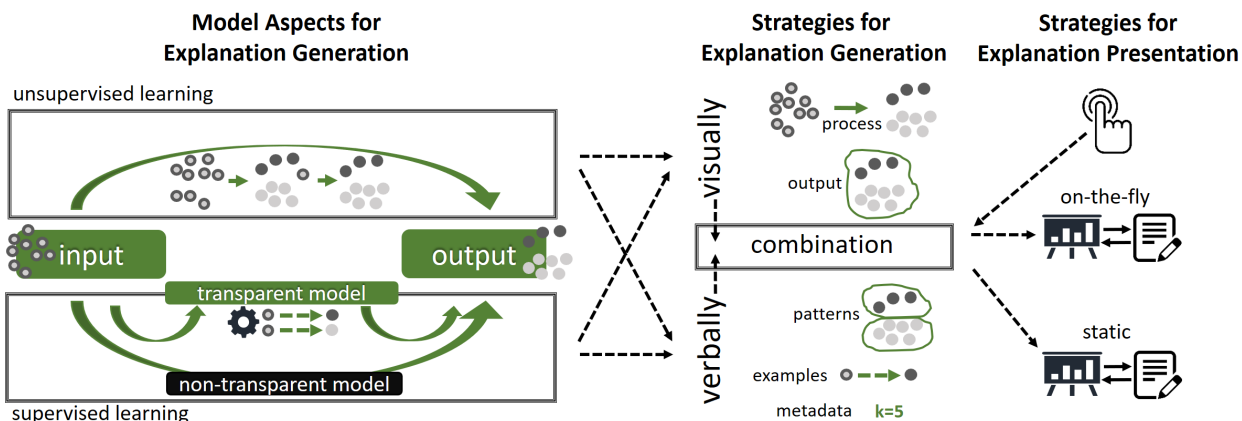 Model Aspects for
Explanation Generation
unsupervised learning
input
output
transparent model
non-transparent model
supervised learning
Strategies for
Explanation Generation
visually
process
output
combination
verbally
patterns
examples
metadata k=5
Strategies for
Explanation Presentation
on-the-fly
static